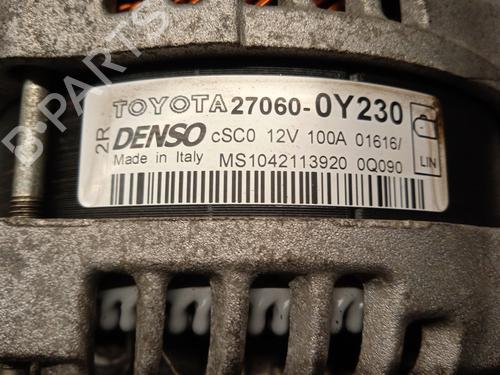 TOYOTA 27060-0Y230
2R
DENSO cSC0 12V 100A 01616/
Made in Italy MS1042113920 0Q090
LIN
B-Parts